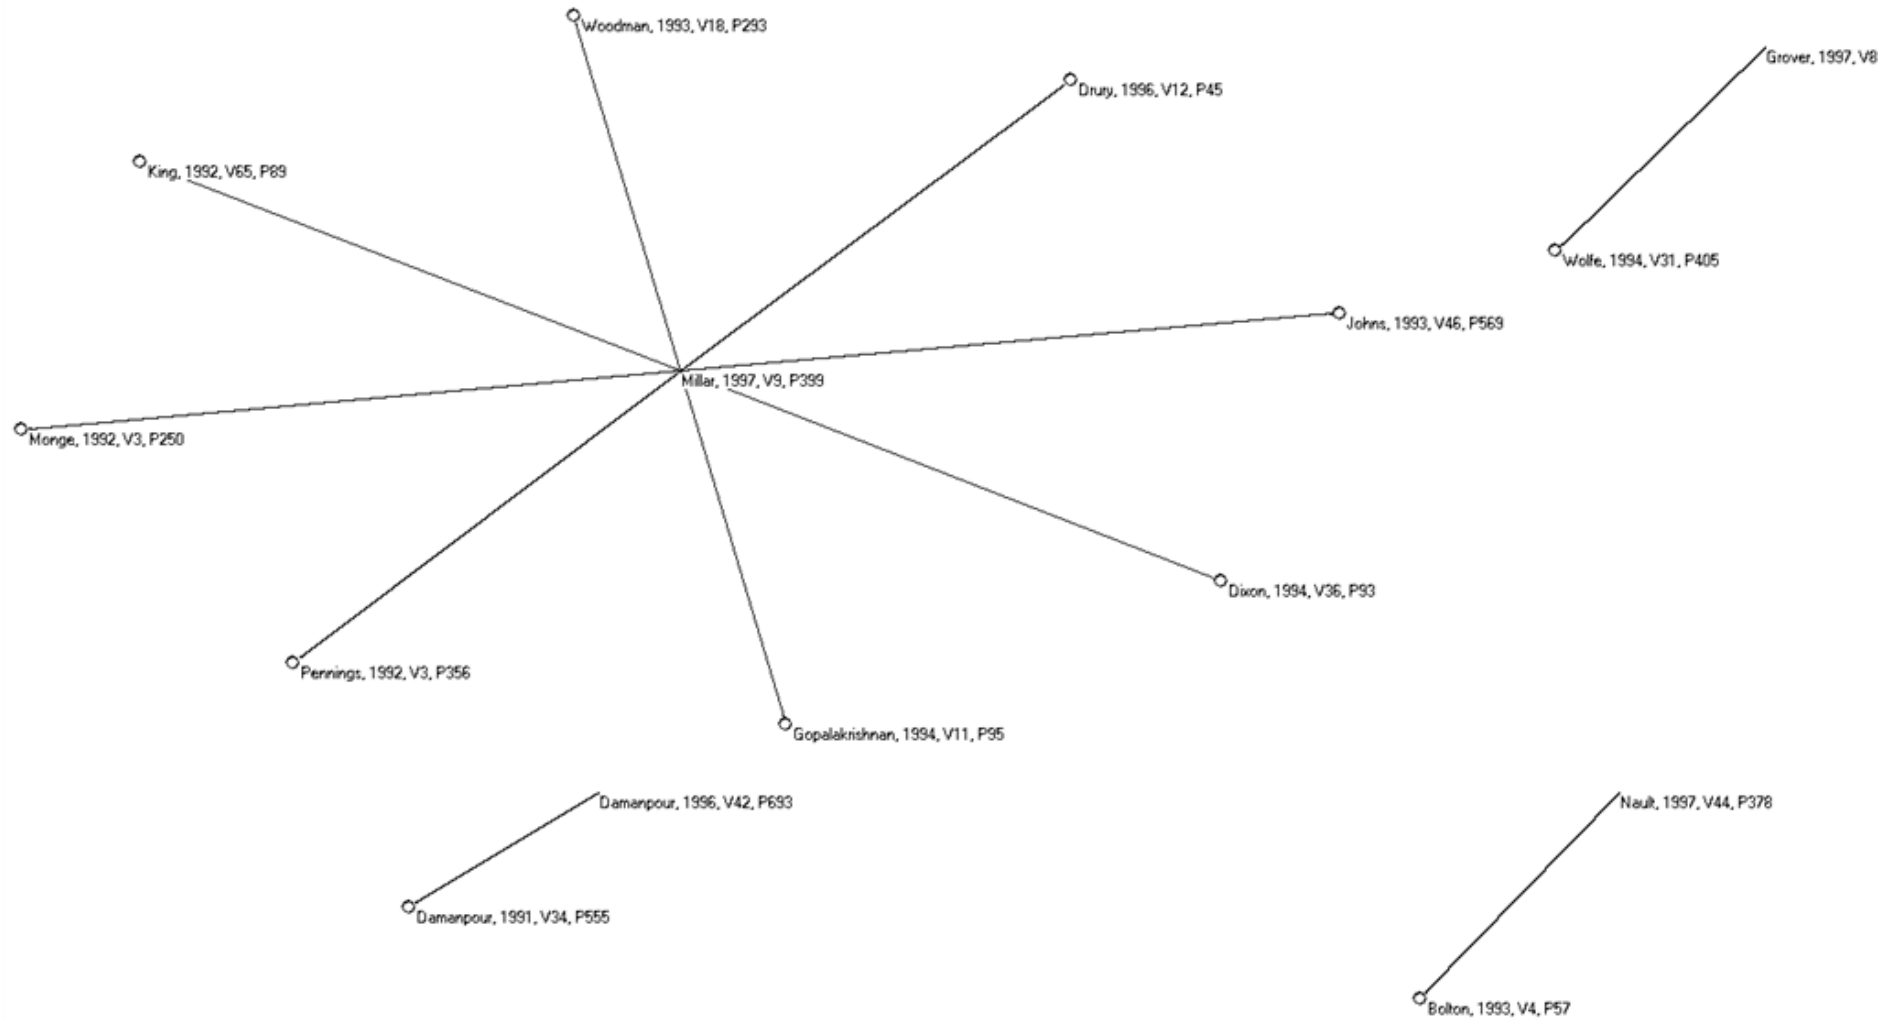 Woodman, 1993, V18, P293
Grover, 1997, V8
Drury, 1996, V12, P45
King, 1992, V65, P89
Wolfe, 1994, V31, P405
Johns, 1993, V46, P569
Millar, 1997, V9, P399
Monge, 1992, V3, P250
Dixon, 1994, V36, P93
Pennings, 1992, V3, P356
Gopalakrishnan, 1994, V11, P95
Damanpour, 1996, V42, P693
Nault, 1997, V44, P378
Damanpour, 1991, V34, P555
Bolton, 1993, V4, P57